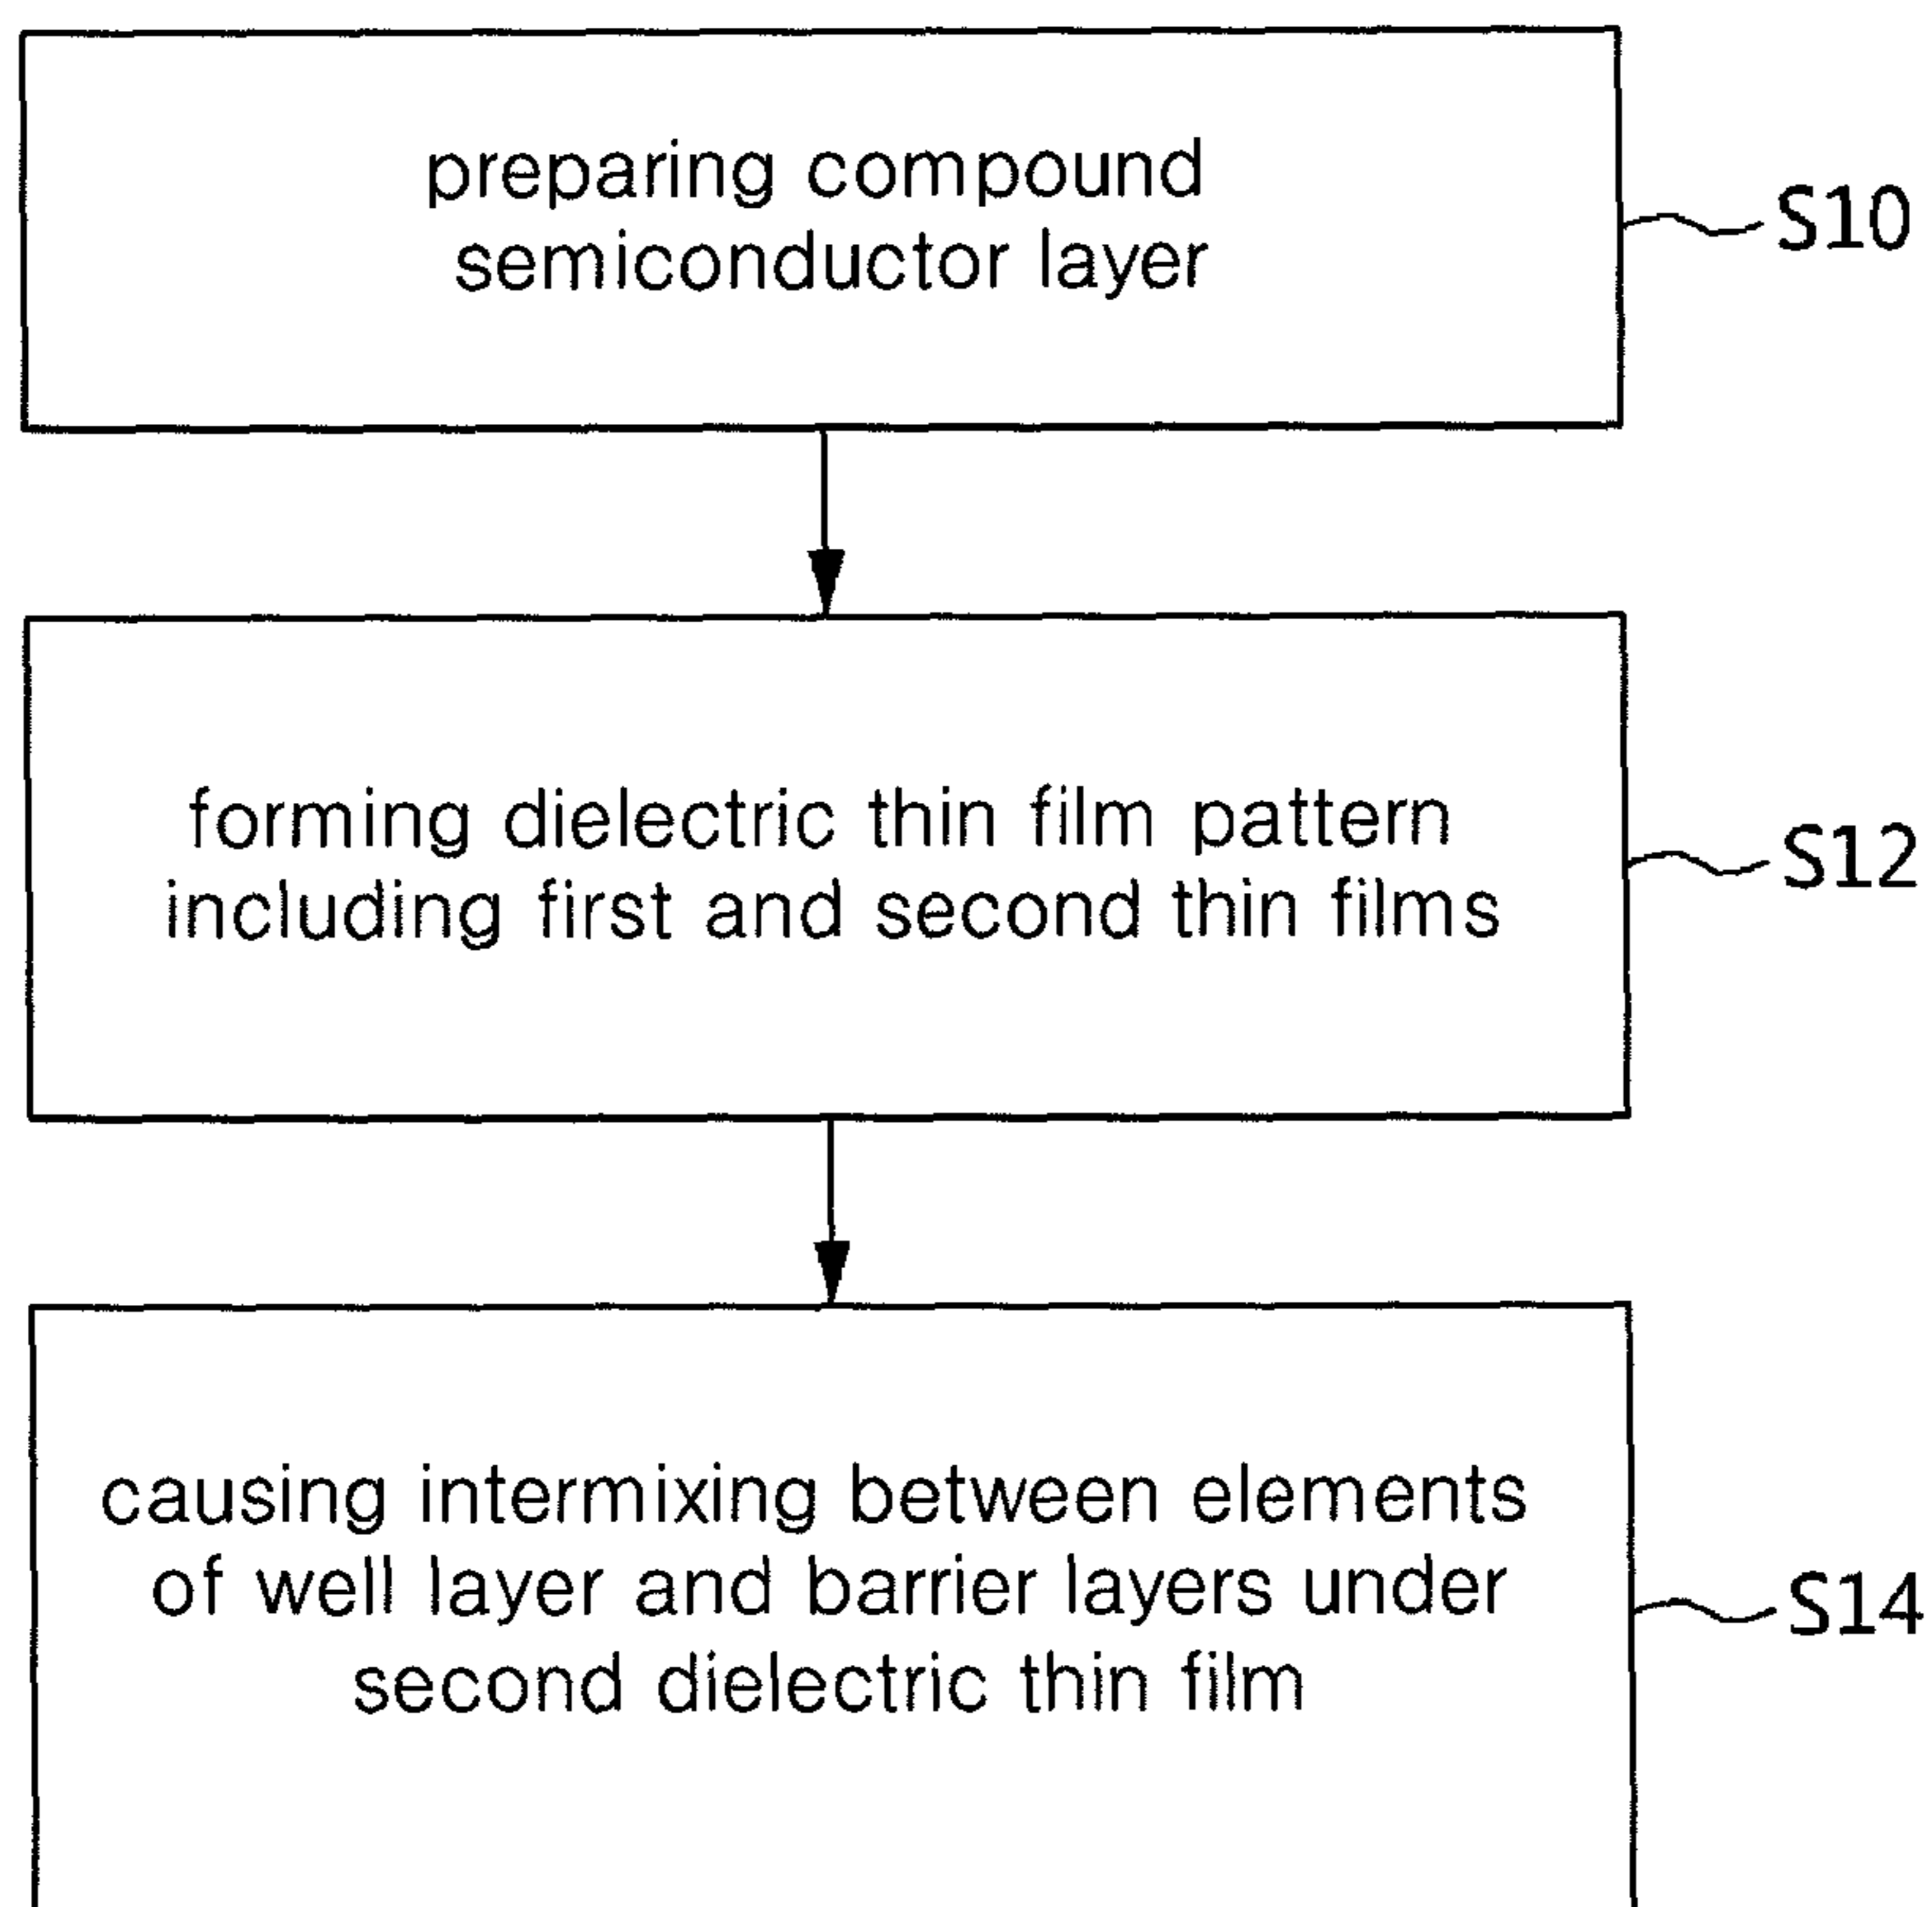 preparing compound
semiconductor layer
S10
forming dielectric thin film pattern
including first and second thin films
S12
causing intermixing between elements
of well layer and barrier layers under
second dielectric thin film
S14